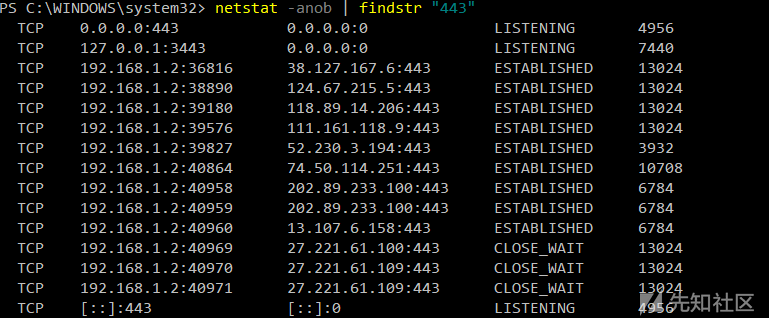 PS C:\WINDOWS\system32> netstat -anob | findstr "443"
TCP 0.0.0.0:443 0.0.0.0:0 LISTENING 4956
TCP 127.0.0.1:3443 0.0.0.0:0 LISTENING 7440
TCP 192.168.1.2:36816 38.127.167.6:443 ESTABLISHED 13024
TCP 192.168.1.2:38890 124.67.215.5:443 ESTABLISHED 13024
TCP 192.168.1.2:39180 118.89.14.206:443 ESTABLISHED 13024
TCP 192.168.1.2:39576 111.161.118.9:443 ESTABLISHED 13024
TCP 192.168.1.2:39827 52.230.3.194:443 ESTABLISHED 3932
TCP 192.168.1.2:40864 74.50.114.251:443 ESTABLISHED 10708
TCP 192.168.1.2:40958 202.89.233.100:443 ESTABLISHED 6784
TCP 192.168.1.2:40959 202.89.233.100:443 ESTABLISHED 6784
TCP 192.168.1.2:40960 13.107.6.158:443 ESTABLISHED 6784
TCP 192.168.1.2:40969 27.221.61.100:443 CLOSE_WAIT 13024
TCP 192.168.1.2:40970 27.221.61.109:443 CLOSE_WAIT 13024
TCP 192.168.1.2:40971 27.221.61.109:443 CLOSE_WAIT 13024
TCP [::]:443 [::]:0 LISTENING 4956
先知社区